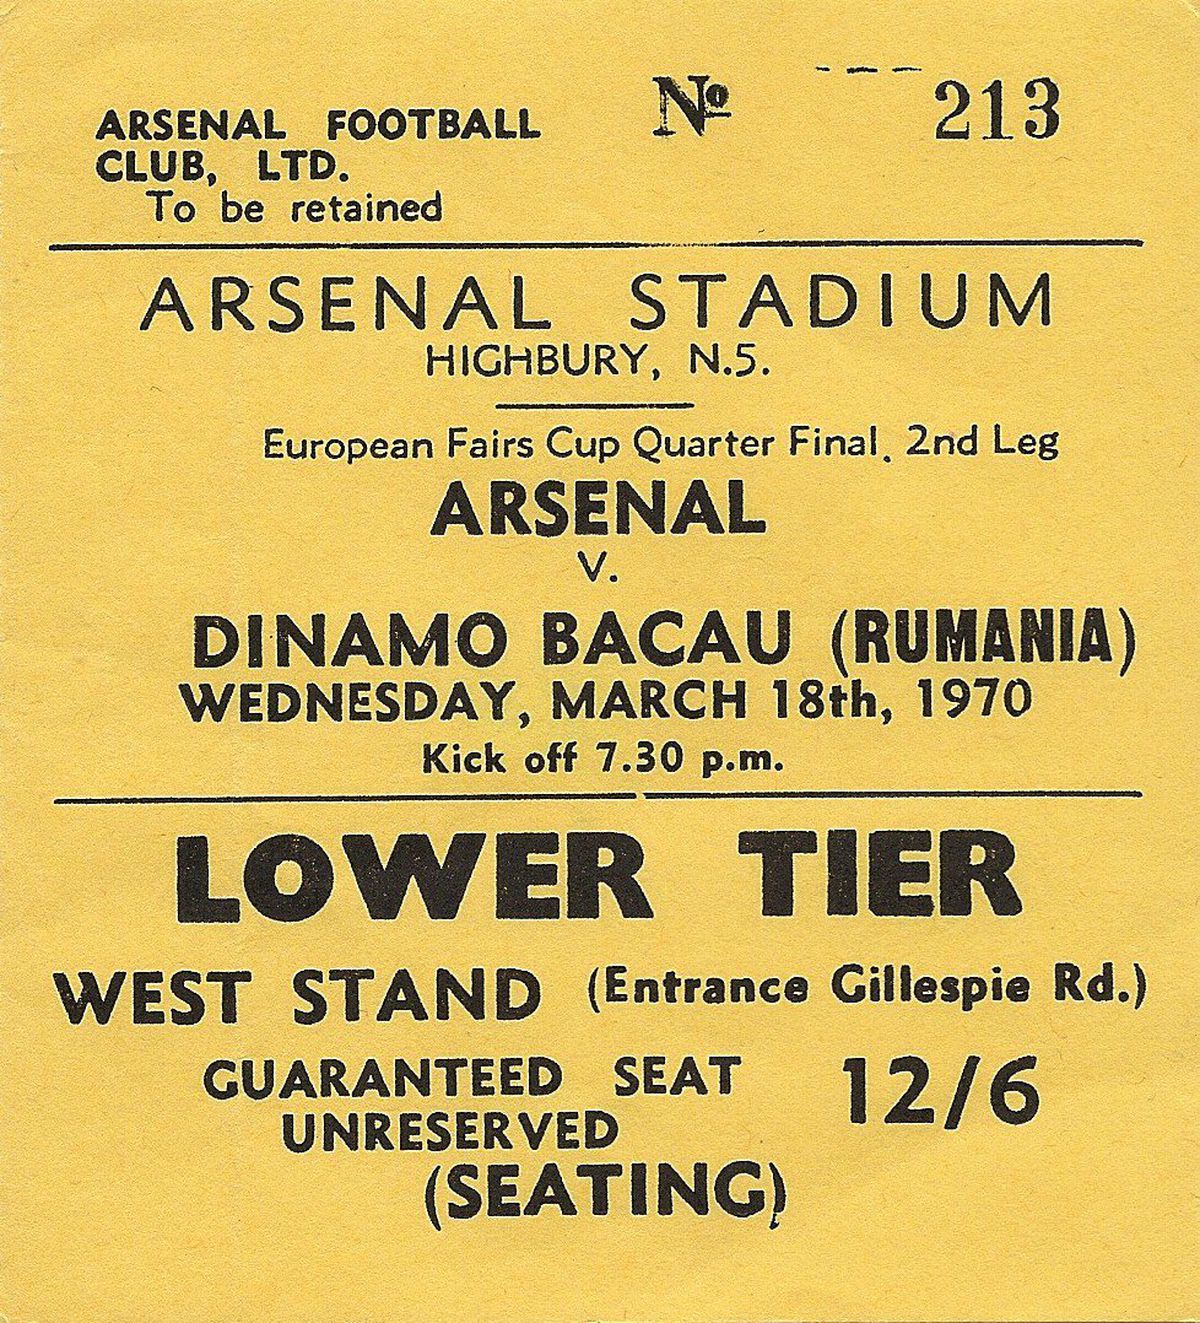 ARSENAL FOOTBALL
CLUB, LTD.
To be retained
Nº 213
ARSENAL STADIUM
HIGHBURY, N.5.
European Fairs Cup Quarter Final. 2nd Leg
ARSENAL
V.
DINAMO BACAU (RUMANIA)
WEDNESDAY, MARCH 18th, 1970
Kick off 7.30 p.m.
LOWER TIER
WEST STAND (Entrance Gillespie Rd.)
GUARANTEED SEAT 12/6
UNRESERVED
(SEATING)